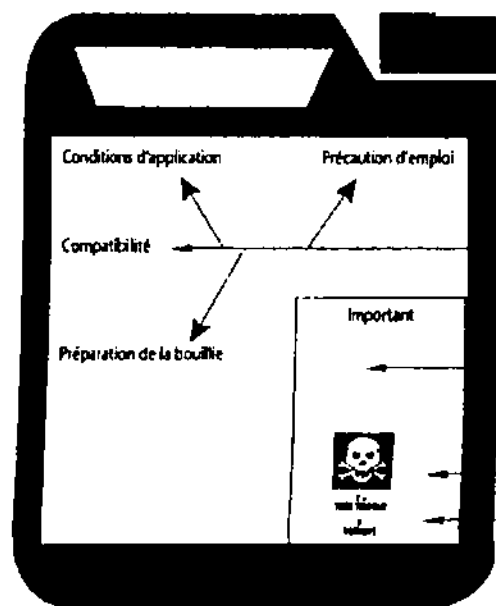 Conditions d'application
Précaution d'emploi
Compatibilité
Important
Préparation de la bouillie